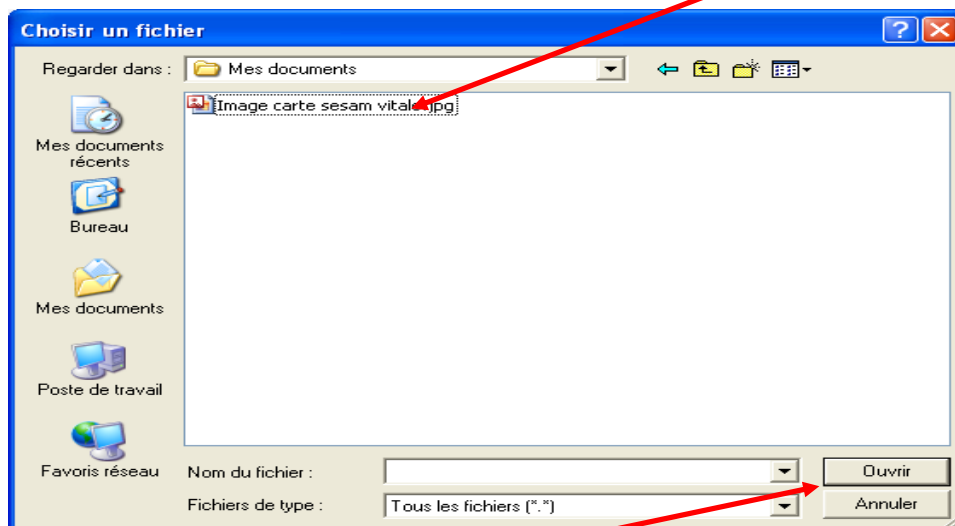 Choisir un fichier
Regarder dans :
Mes documents
Image carte sesam vitale.jpg
Mes documents
récents
Bureau
Mes documents
Poste de travail
Favoris réseau
Nom du fichier :
Ouvrir
Fichiers de type :
Tous les fichiers (*.*)
Annuler